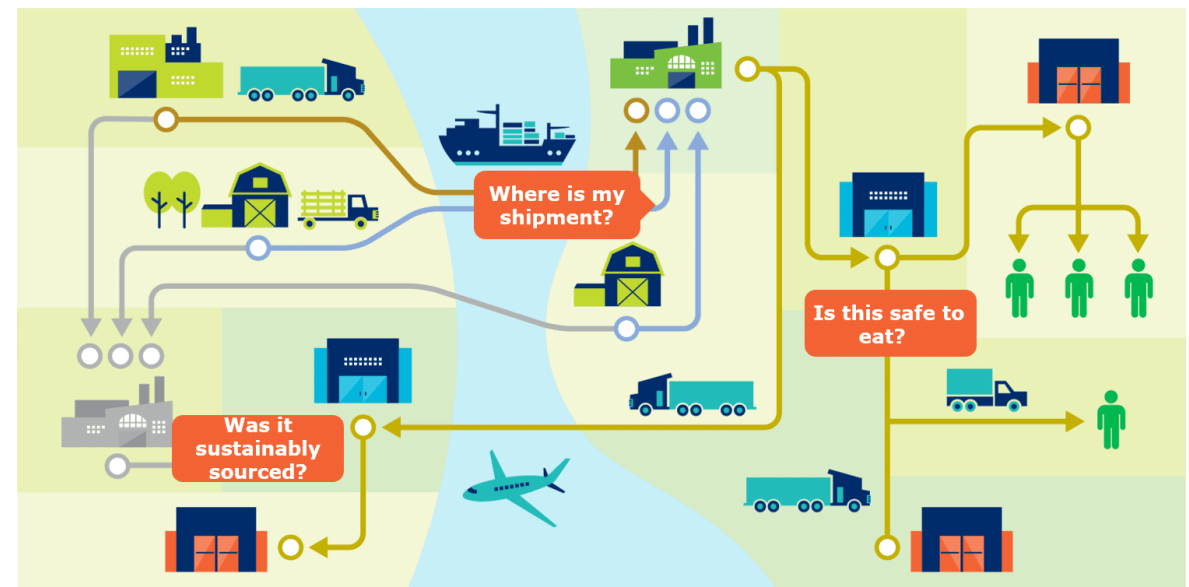 Where is my
shipment?
Is this safe to
eat?
Was it
sustainably
sourced?